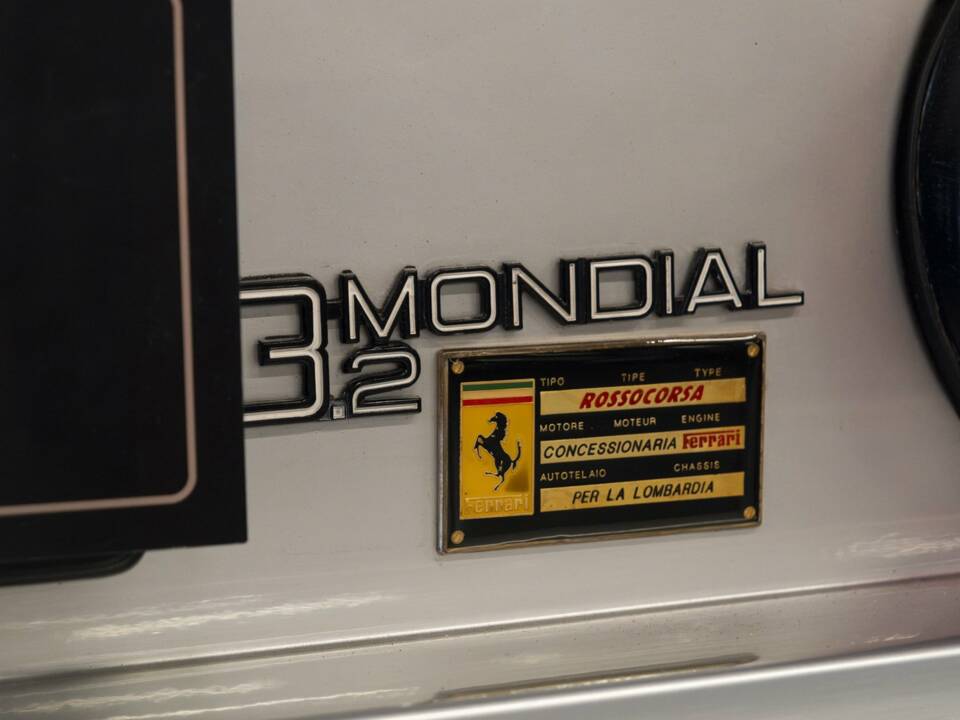 3.2 MONDIAL
TIPO TIPE TYPE
ROSSOCORSA
MOTORE MOTEUR ENGINE
CONCESSIONARIA Ferrari
AUTOTELAIO CHASSIS
PER LA LOMBARDIA
Ferrari